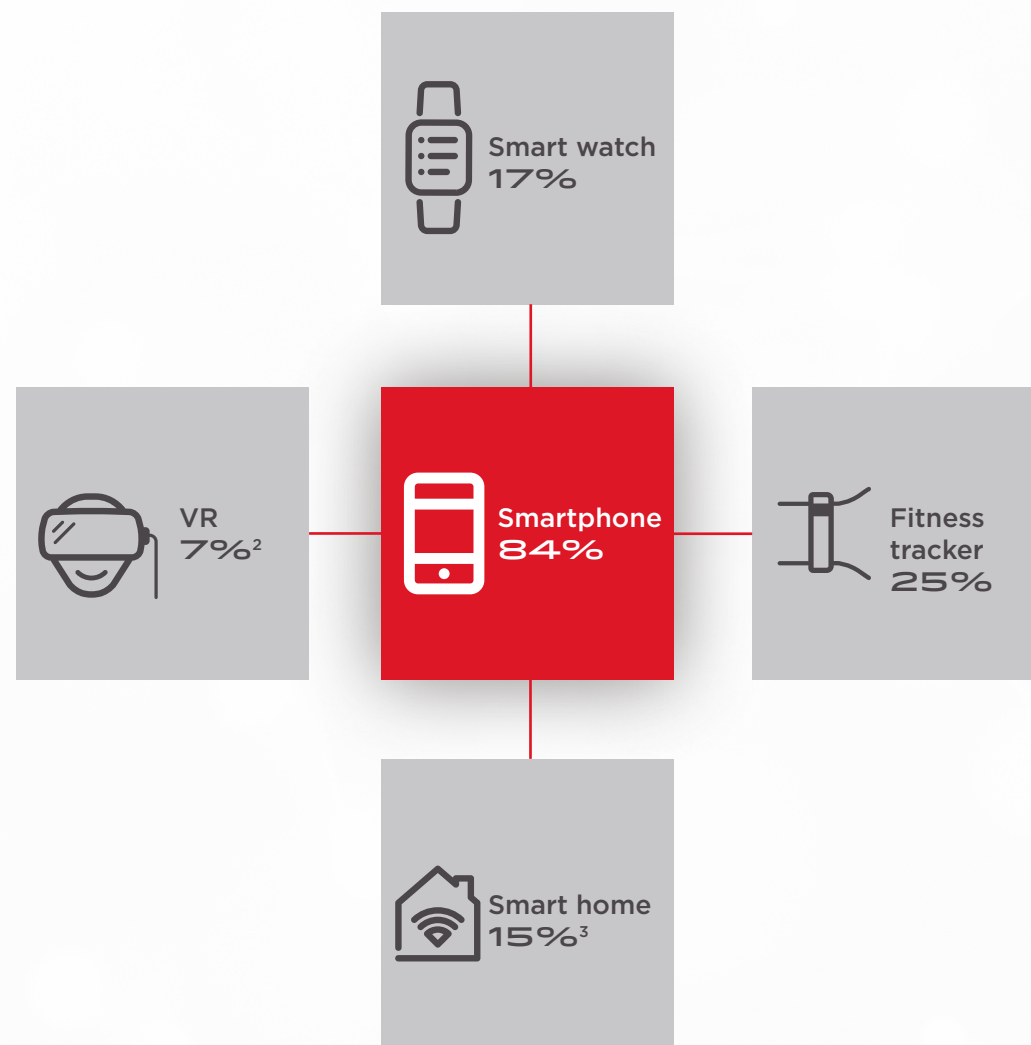 Smart watch
17%
VR
7%²
Smartphone
84%
Fitness
tracker
25%
Smart home
15%³